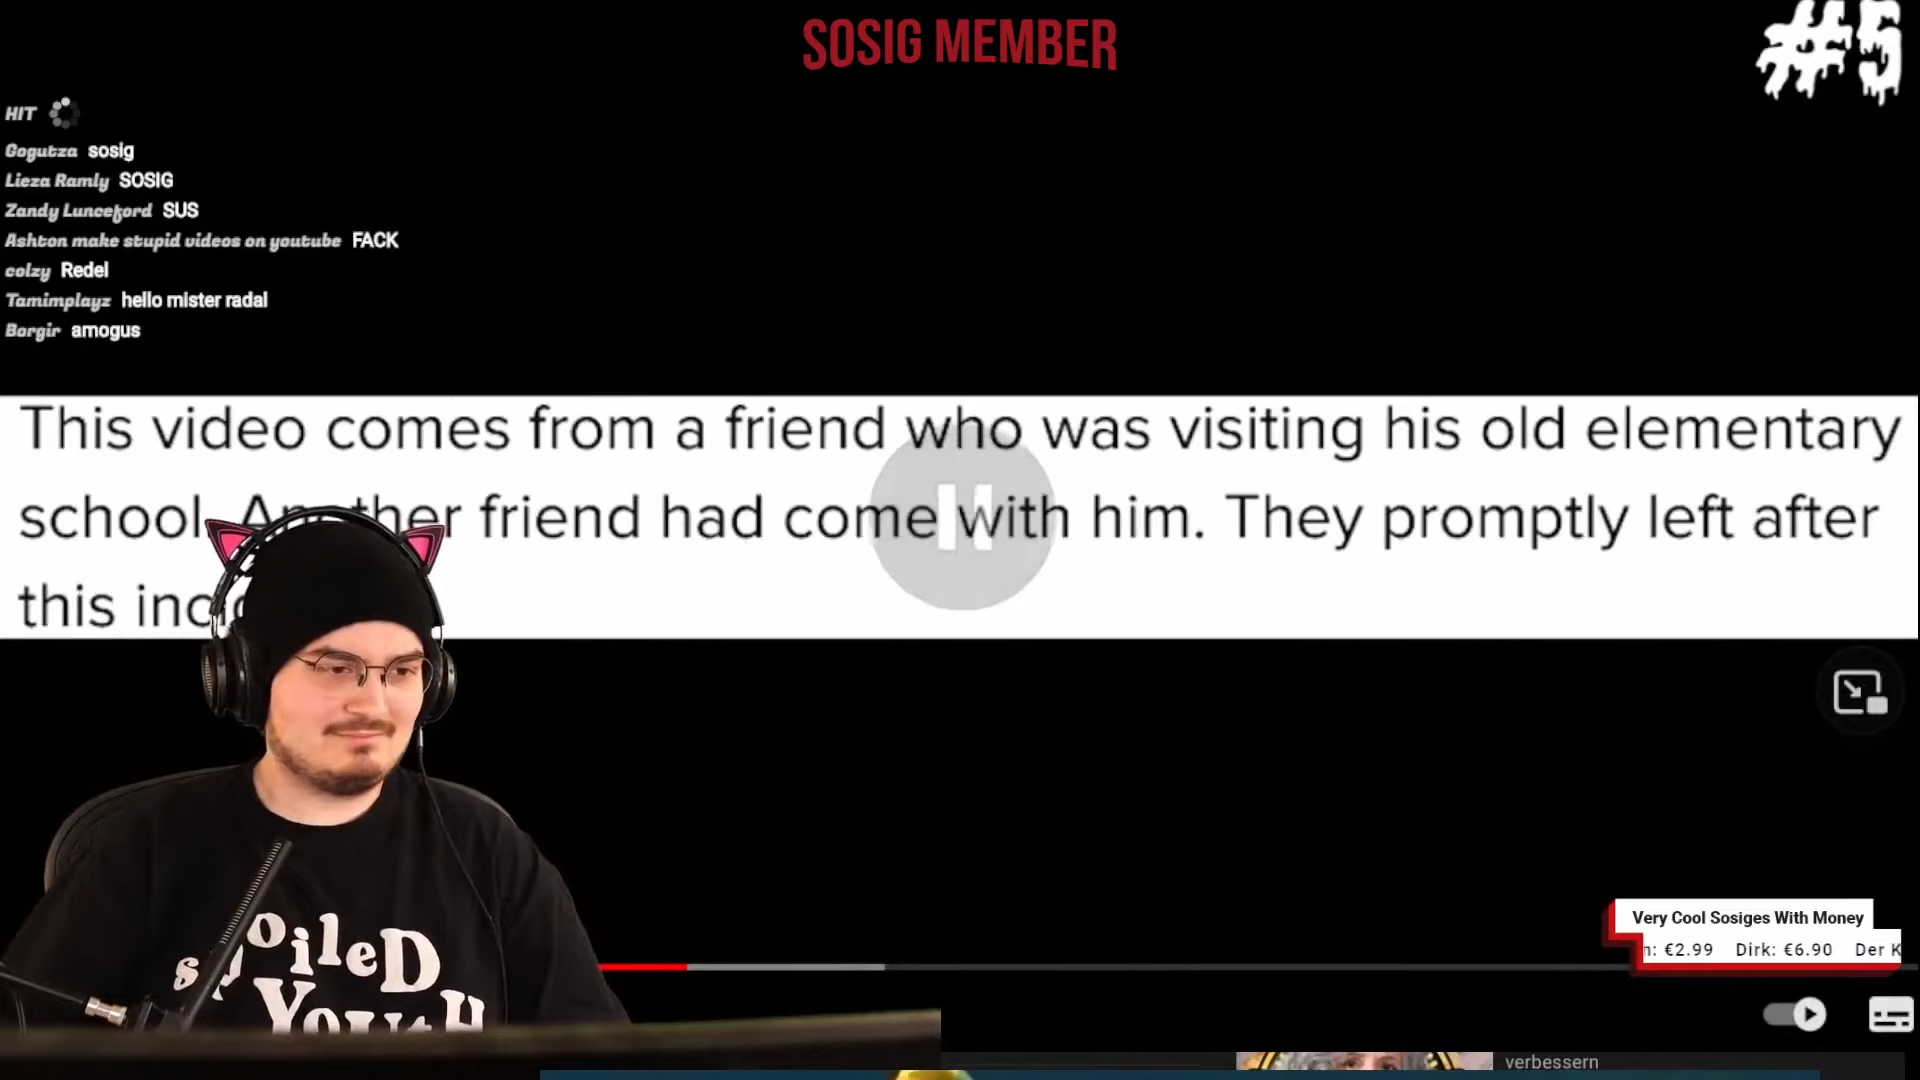 SOSIG MEMBER
#5
HIT
Gogutza sosig
Lieza Ramly SOSIG
Zandy Lunceford SUS
Ashton make stupid videos on youtube FACK
colzy Redel
Tamimplayz hello mister radal
Borgir amogus
This video comes from a friend who was visiting his old elementary
school. Another friend had come with him. They promptly left after
this
spoileD
YouTH
Very Cool Sosiges With Money
€2.99 Dirk: €6.90 Der K
verbessern